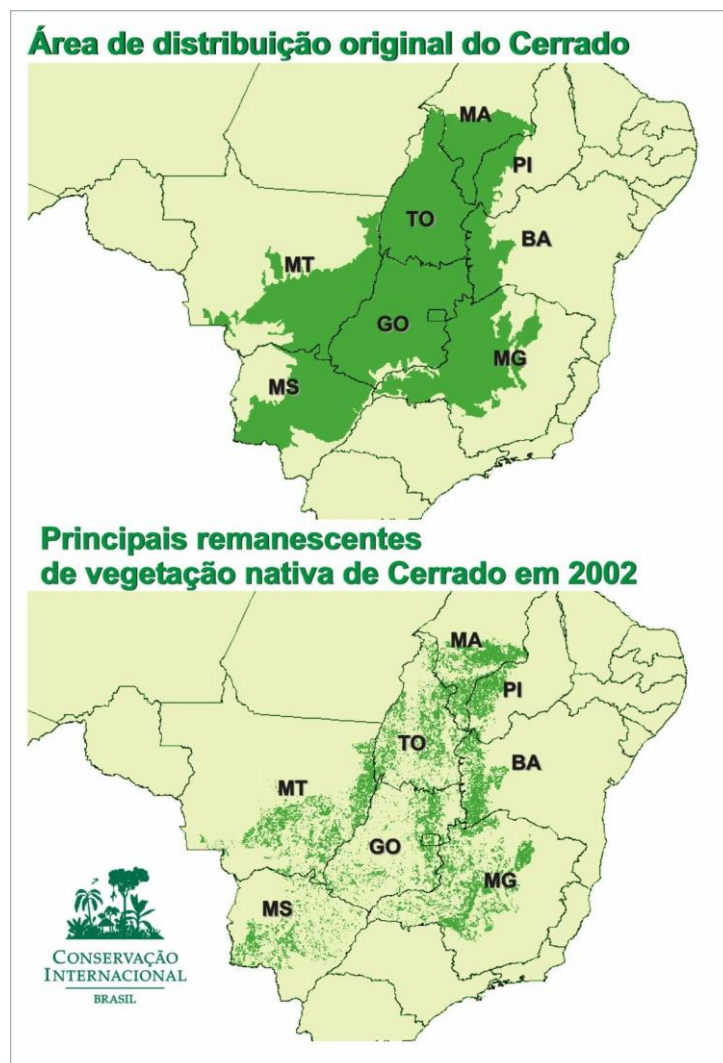 Área de distribuição original do Cerrado
MA
PI
TO
BA
MT
GO
MG
MS
Principais remanescentes
de vegetação nativa de Cerrado em 2002
MA
PI
TO
BA
MT
GO
MG
MS
CONSERVAÇÃO
INTERNACIONAL
BRASIL